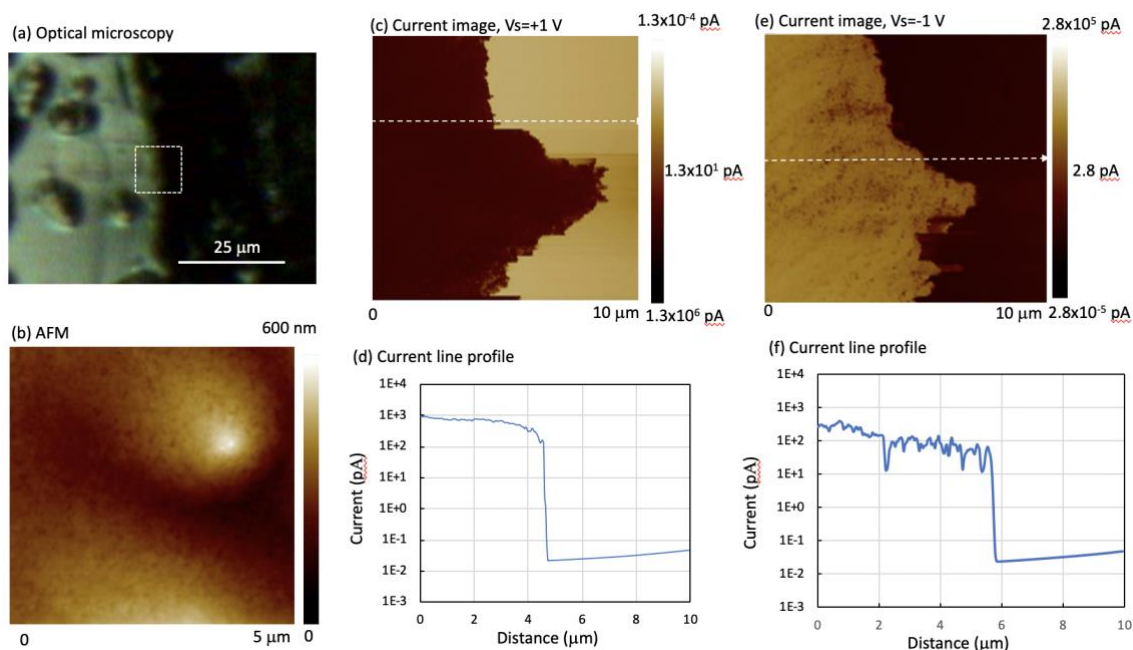 (a) Optical microscopy
25 μm
(b) AFM
600 nm
0
5 μm
0
(c) Current image, Vs=+1 V
1.3x10⁻⁴ pA
1.3x10¹ pA
1.3x10⁶ pA
0
10 μm
(d) Current line profile
1E+4
1E+3
1E+2
1E+1
1E+0
1E-1
1E-2
1E-3
Current (pA)
0 2 4 6 8 10
Distance (μm)
(e) Current image, Vs=-1 V
2.8x10⁵ pA
2.8 pA
2.8x10⁻⁵ pA
0
10 μm
(f) Current line profile
1E+4
1E+3
1E+2
1E+1
1E+0
1E-1
1E-2
1E-3
Current (pA)
0 2 4 6 8 10
Distance (μm)